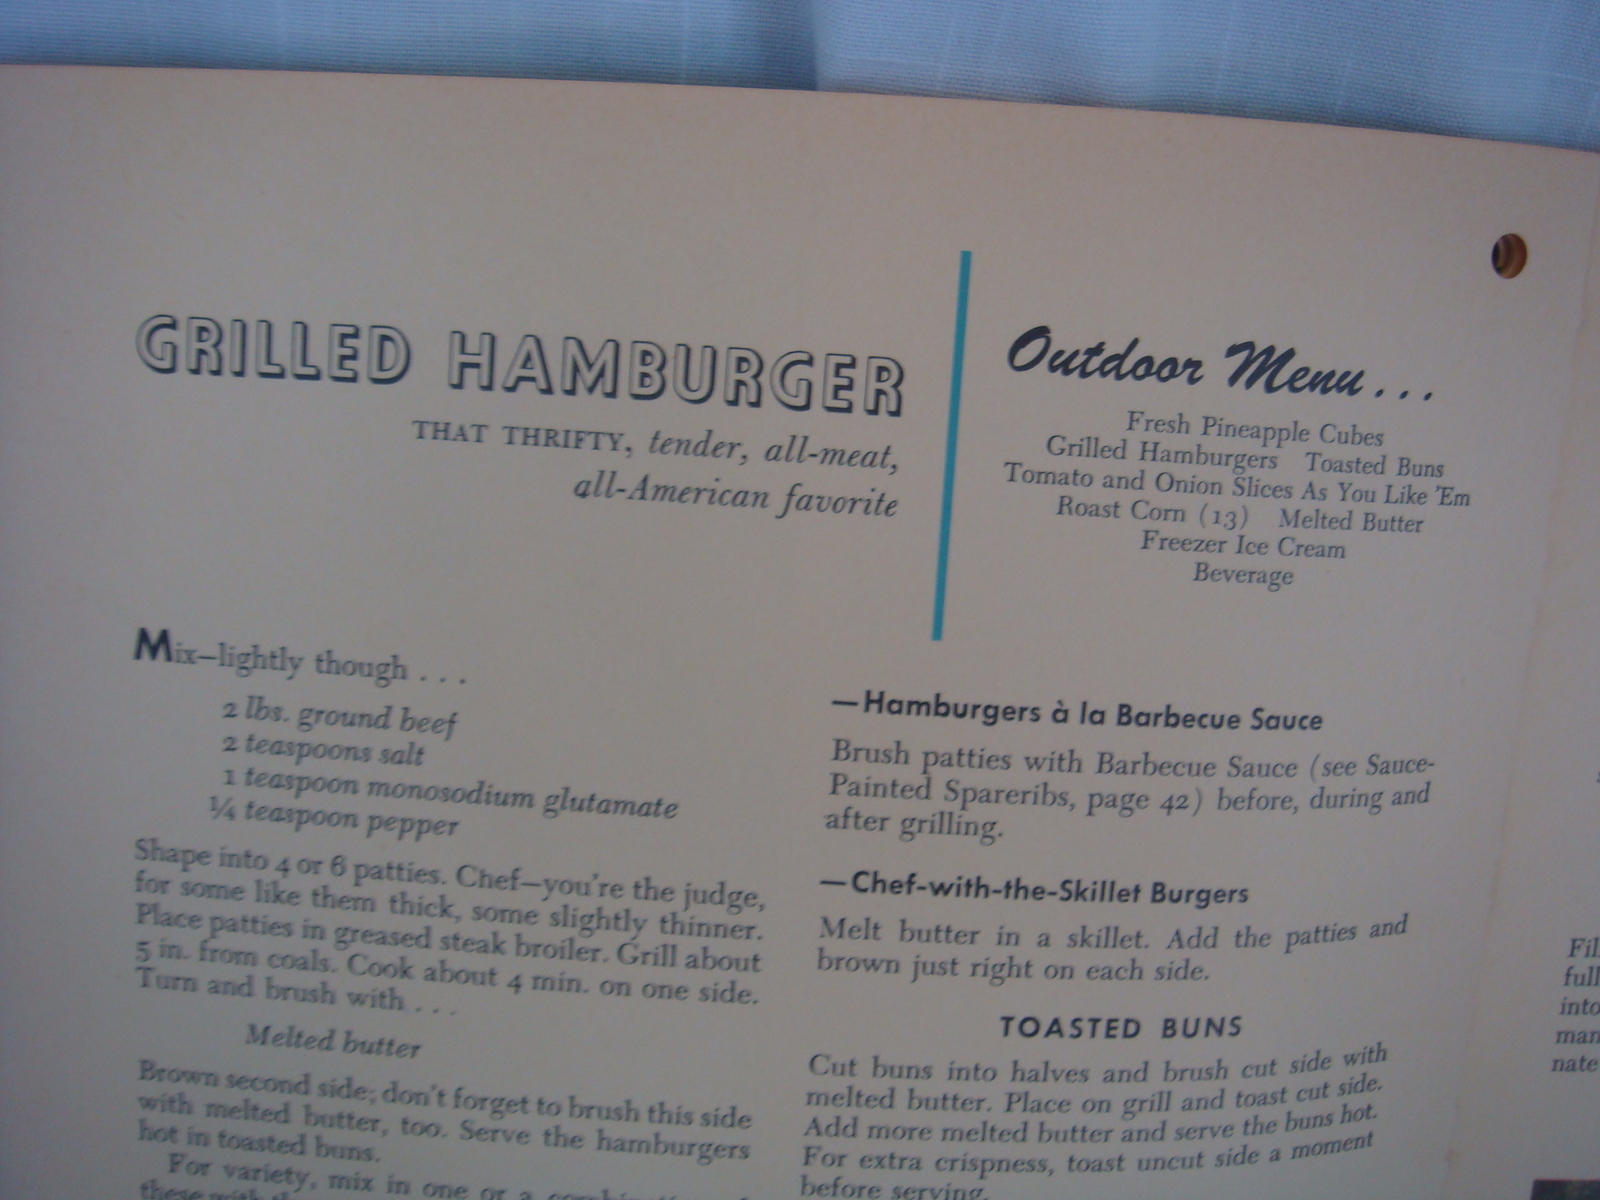 GRILLED HAMBURGER
THAT THRIFTY, tender, all-meat,
all-American favorite
Outdoor Menu . . .
Fresh Pineapple Cubes
Grilled Hamburgers Toasted Buns
Tomato and Onion Slices As You Like 'Em
Roast Corn (13) Melted Butter
Freezer Ice Cream
Beverage
Mix—lightly though . . .
2 lbs. ground beef
2 teaspoons salt
1 teaspoon monosodium glutamate
¼ teaspoon pepper
Shape into 4 or 6 patties. Chef—you're the judge,
for some like them thick, some slightly thinner.
Place patties in greased steak broiler. Grill about
5 in. from coals. Cook about 4 min. on one side.
Turn and brush with . . .
Melted butter
Brown second side; don't forget to brush this side
with melted butter, too. Serve the hamburgers
hot in toasted buns.
For variety, mix in one or a
these with
—Hamburgers à la Barbecue Sauce
Brush patties with Barbecue Sauce (see Sauce-
Painted Spareribs, page 42) before, during and
after grilling.
—Chef-with-the-Skillet Burgers
Melt butter in a skillet. Add the patties and
brown just right on each side.
TOASTED BUNS
Cut buns into halves and brush cut side with
melted butter. Place on grill and toast cut side.
Add more melted butter and serve the buns hot.
For extra crispness, toast uncut side a moment
before serving.
Fil
full
into
man
nate